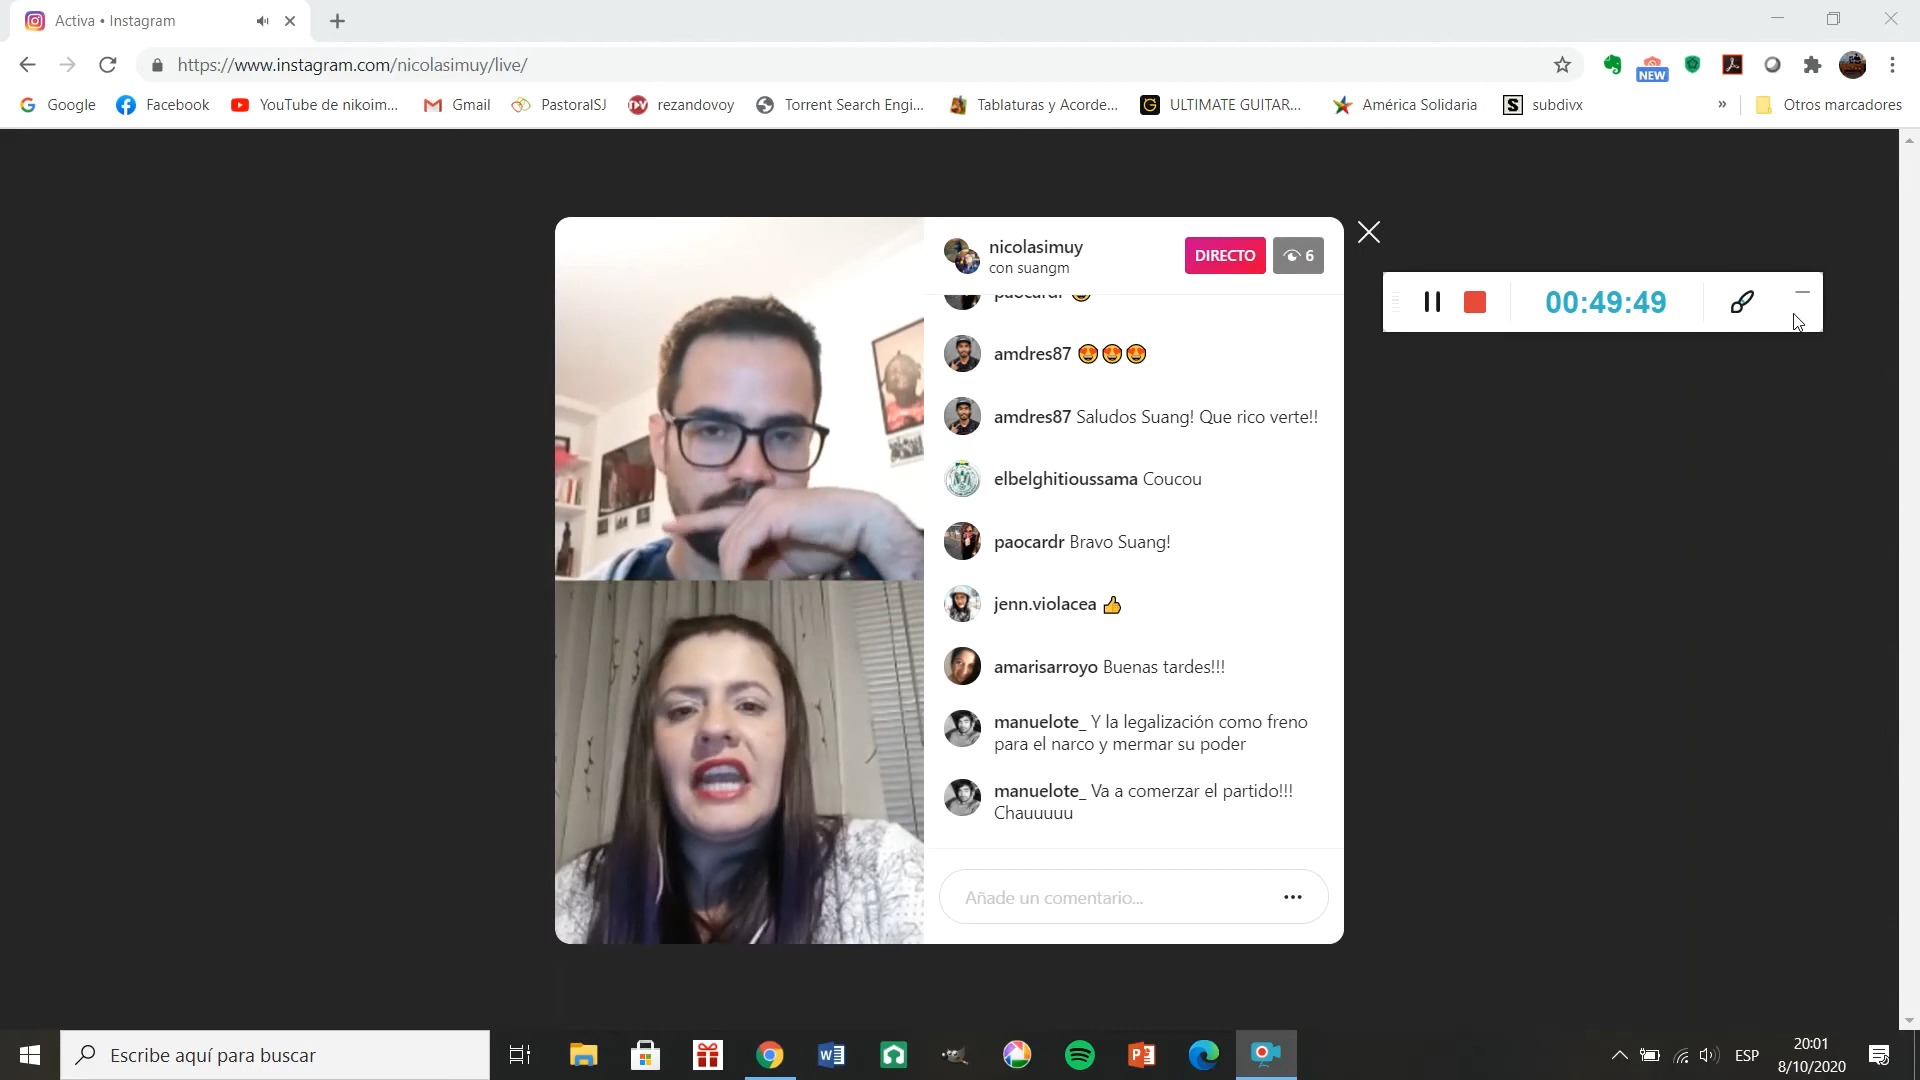 Activa • Instagram
https://www.instagram.com/nicolasimuy/live/
NEW
Google
Facebook
YouTube de nikoim...
Gmail
PastoralSJ
rezandovoy
Torrent Search Engi...
Tablaturas y Acorde...
ULTIMATE GUITAR...
América Solidaria
subdivx
»
Otros marcadores
nicolasimuy
con suangm
DIRECTO
6
paocardr
amdres87
amdres87 Saludos Suang! Que rico verte!!
elbelghitioussama Coucou
paocardr Bravo Suang!
jenn.violacea
amarisarroyo Buenas tardes!!!
manuelote_ Y la legalización como freno
para el narco y mermar su poder
manuelote_ Va a comerzar el partido!!!
Chauuuuu
Añade un comentario...
00:49:49
Escribe aquí para buscar
ESP
20:01
8/10/2020